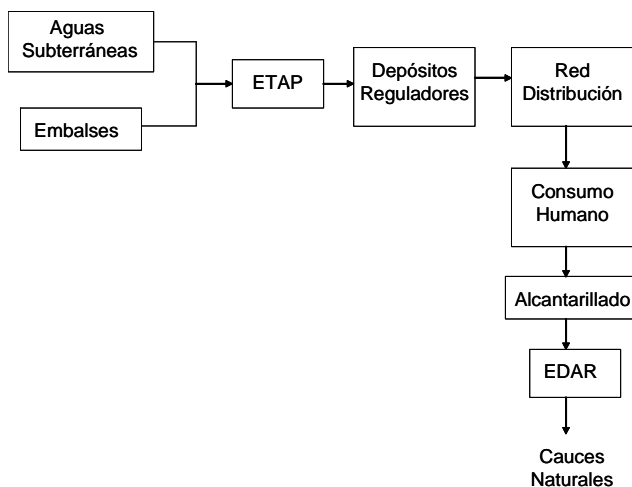 Aguas
Subterráneas
Embalses
ETAP
Depósitos
Reguladores
Red
Distribución
Consumo
Humano
Alcantarillado
EDAR
Cauces
Naturales